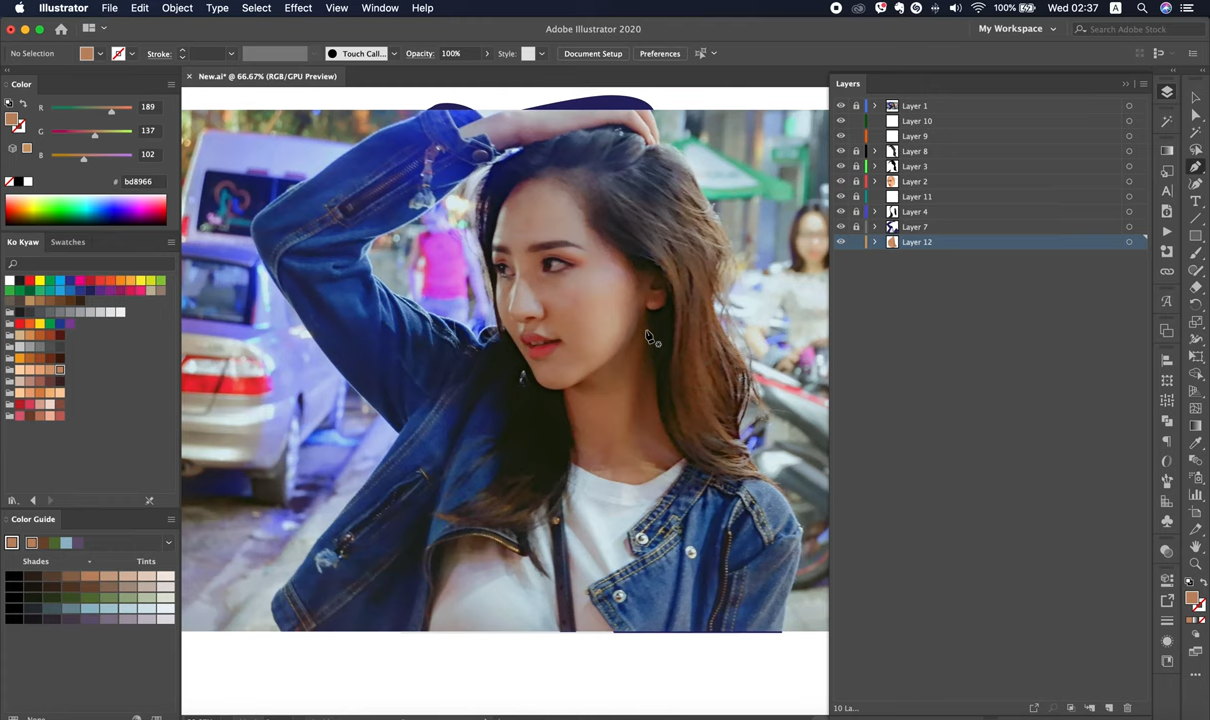 Illustrator File Edit Object Type Select Effect View Window Help 100% Wed 02:37 A
Adobe Illustrator 2020 My Workspace Search Adobe Stock
No Selection Stroke: Touch Call... Opacity: 100% Style: Document Setup Preferences
New.ai* @ 66.67% (RGB/GPU Preview)
Color
R 189
G 137
B 102
# bd8966
Ko Kyaw Swatches
Color Guide
Shades Tints
None
Layers
Layer 1
Layer 10
Layer 9
Layer 8
Layer 3
Layer 2
Layer 11
Layer 4
Layer 7
Layer 12
10 La...